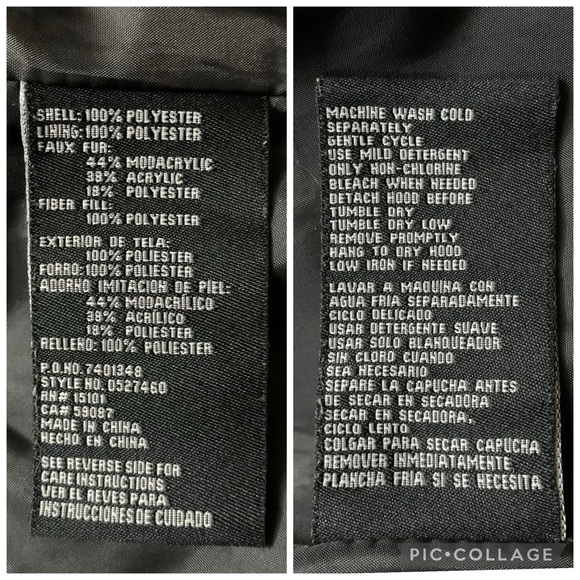 SHELL: 100% POLYESTER
LINING: 100% POLYESTER
FAUX FUR:
44% MODACRYLIC
38% ACRYLIC
18% POLYESTER
FIBER FILL:
100% POLYESTER
EXTERIOR DE TELA:
100% POLIESTER
FORRO: 100% POLIESTER
ADORNO IMITACION DE PIEL:
44% MODACRÍLICO
38% ACRÍLICO
18% POLIESTER
RELLENO: 100% POLIESTER
P.O.NO. 7401348
STYLE NO. 0527460
RN# 15101
CA# 59087
MADE IN CHINA
HECHO EN CHINA
SEE REVERSE SIDE FOR
CARE INSTRUCTIONS
VER EL REVES PARA
INSTRUCCIONES DE CUIDADO
MACHINE WASH COLD
SEPARATELY
GENTLE CYCLE
USE MILD DETERGENT
ONLY NON-CHLORINE
BLEACH WHEN NEEDED
DETACH HOOD BEFORE
TUMBLE DRY
TUMBLE DRY LOW
REMOVE PROMPTLY
HANG TO DRY HOOD
LOW IRON IF NEEDED
LAVAR A MAQUINA CON
AGUA FRIA SEPARADAMENTE
CICLO DELICADO
USAR DETERGENTE SUAVE
USAR SOLO BLANQUEADOR
SIN CLORO CUANDO
SEA NECESARIO
SEPARE LA CAPUCHA ANTES
DE SECAR EN SECADORA
SECAR EN SECADORA,
CICLO LENTO
COLGAR PARA SECAR CAPUCHA
REMOVER INMEDIATAMENTE
PLANCHA FRIA SI SE NECESITA
PIC•COLLAGE